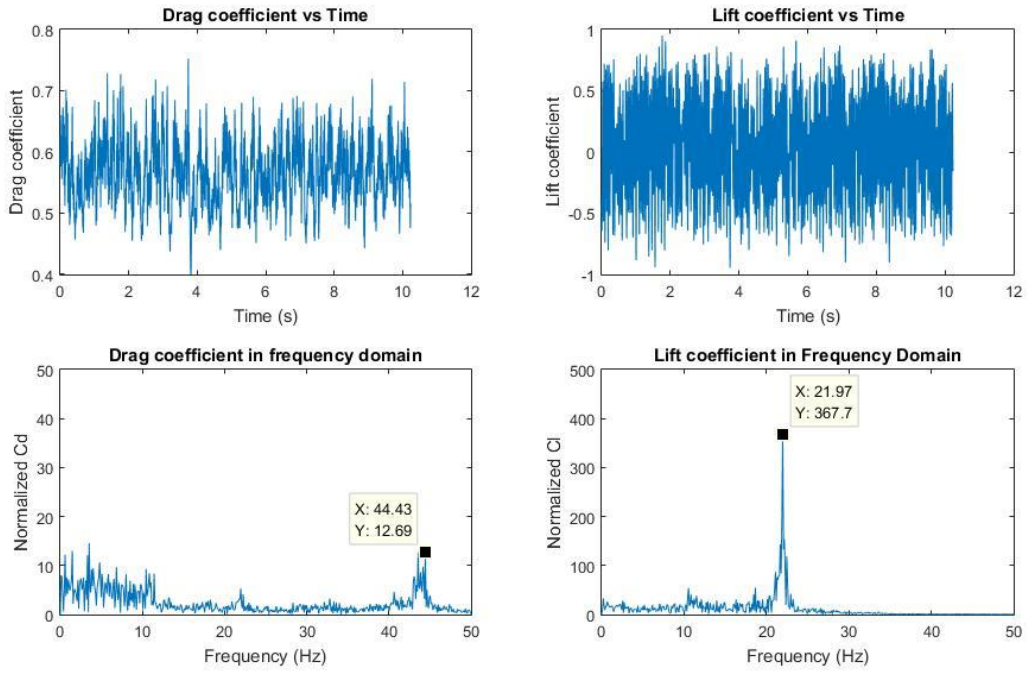 Drag coefficient vs Time
Drag coefficient
0.8
0.7
0.6
0.5
0.4
0 2 4 6 8 10 12
Time (s)
Lift coefficient vs Time
Lift coefficient
1
0.5
0
-0.5
-1
0 2 4 6 8 10 12
Time (s)
Drag coefficient in frequency domain
Normalized Cd
50
40
30
20
10
0
X: 44.43
Y: 12.69
0 10 20 30 40 50
Frequency (Hz)
Lift coefficient in Frequency Domain
Normalized Cl
500
400
300
200
100
0
X: 21.97
Y: 367.7
0 10 20 30 40 50
Frequency (Hz)